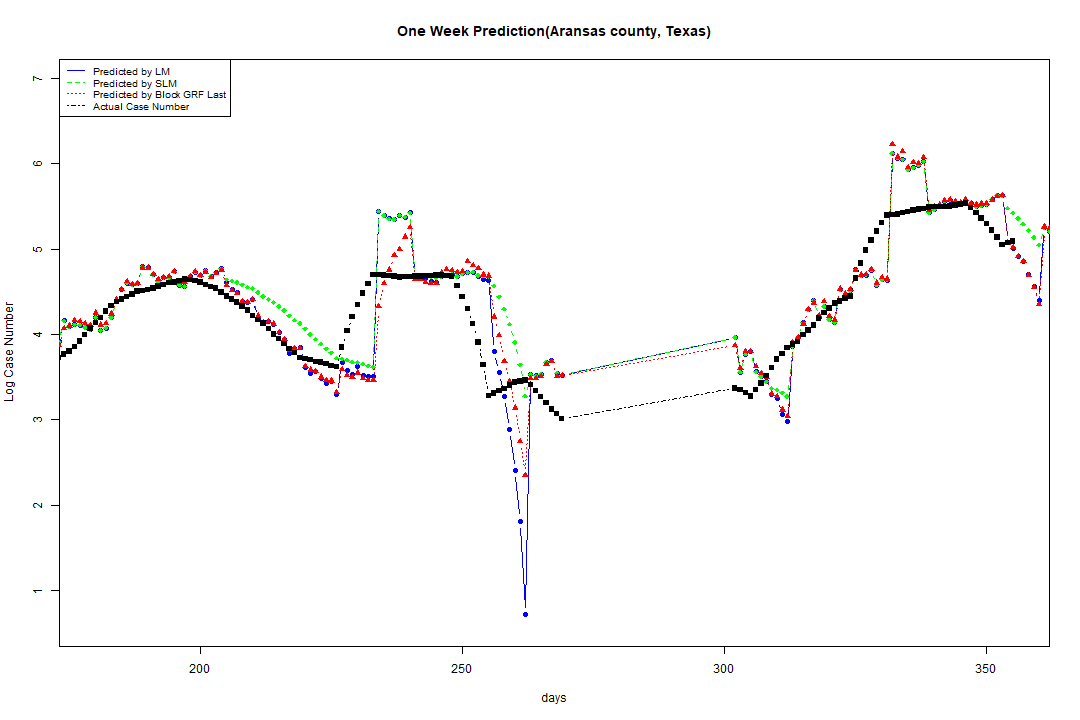 One Week Prediction(Aransas county, Texas)
Predicted by LM
Predicted by SLM
Predicted by Block GRF Last
Actual Case Number
7
6
5
4
3
2
1
Log Case Number
200 250 300 350
days